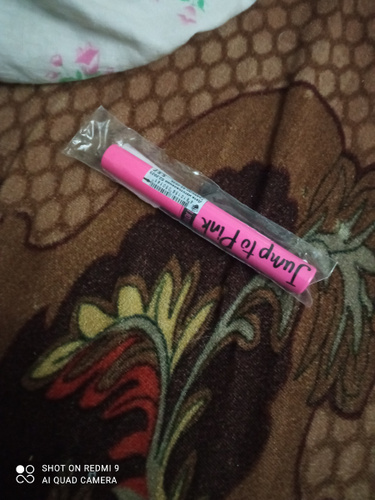 Jump to Pink
SHOT ON REDMI 9
AI QUAD CAMERA